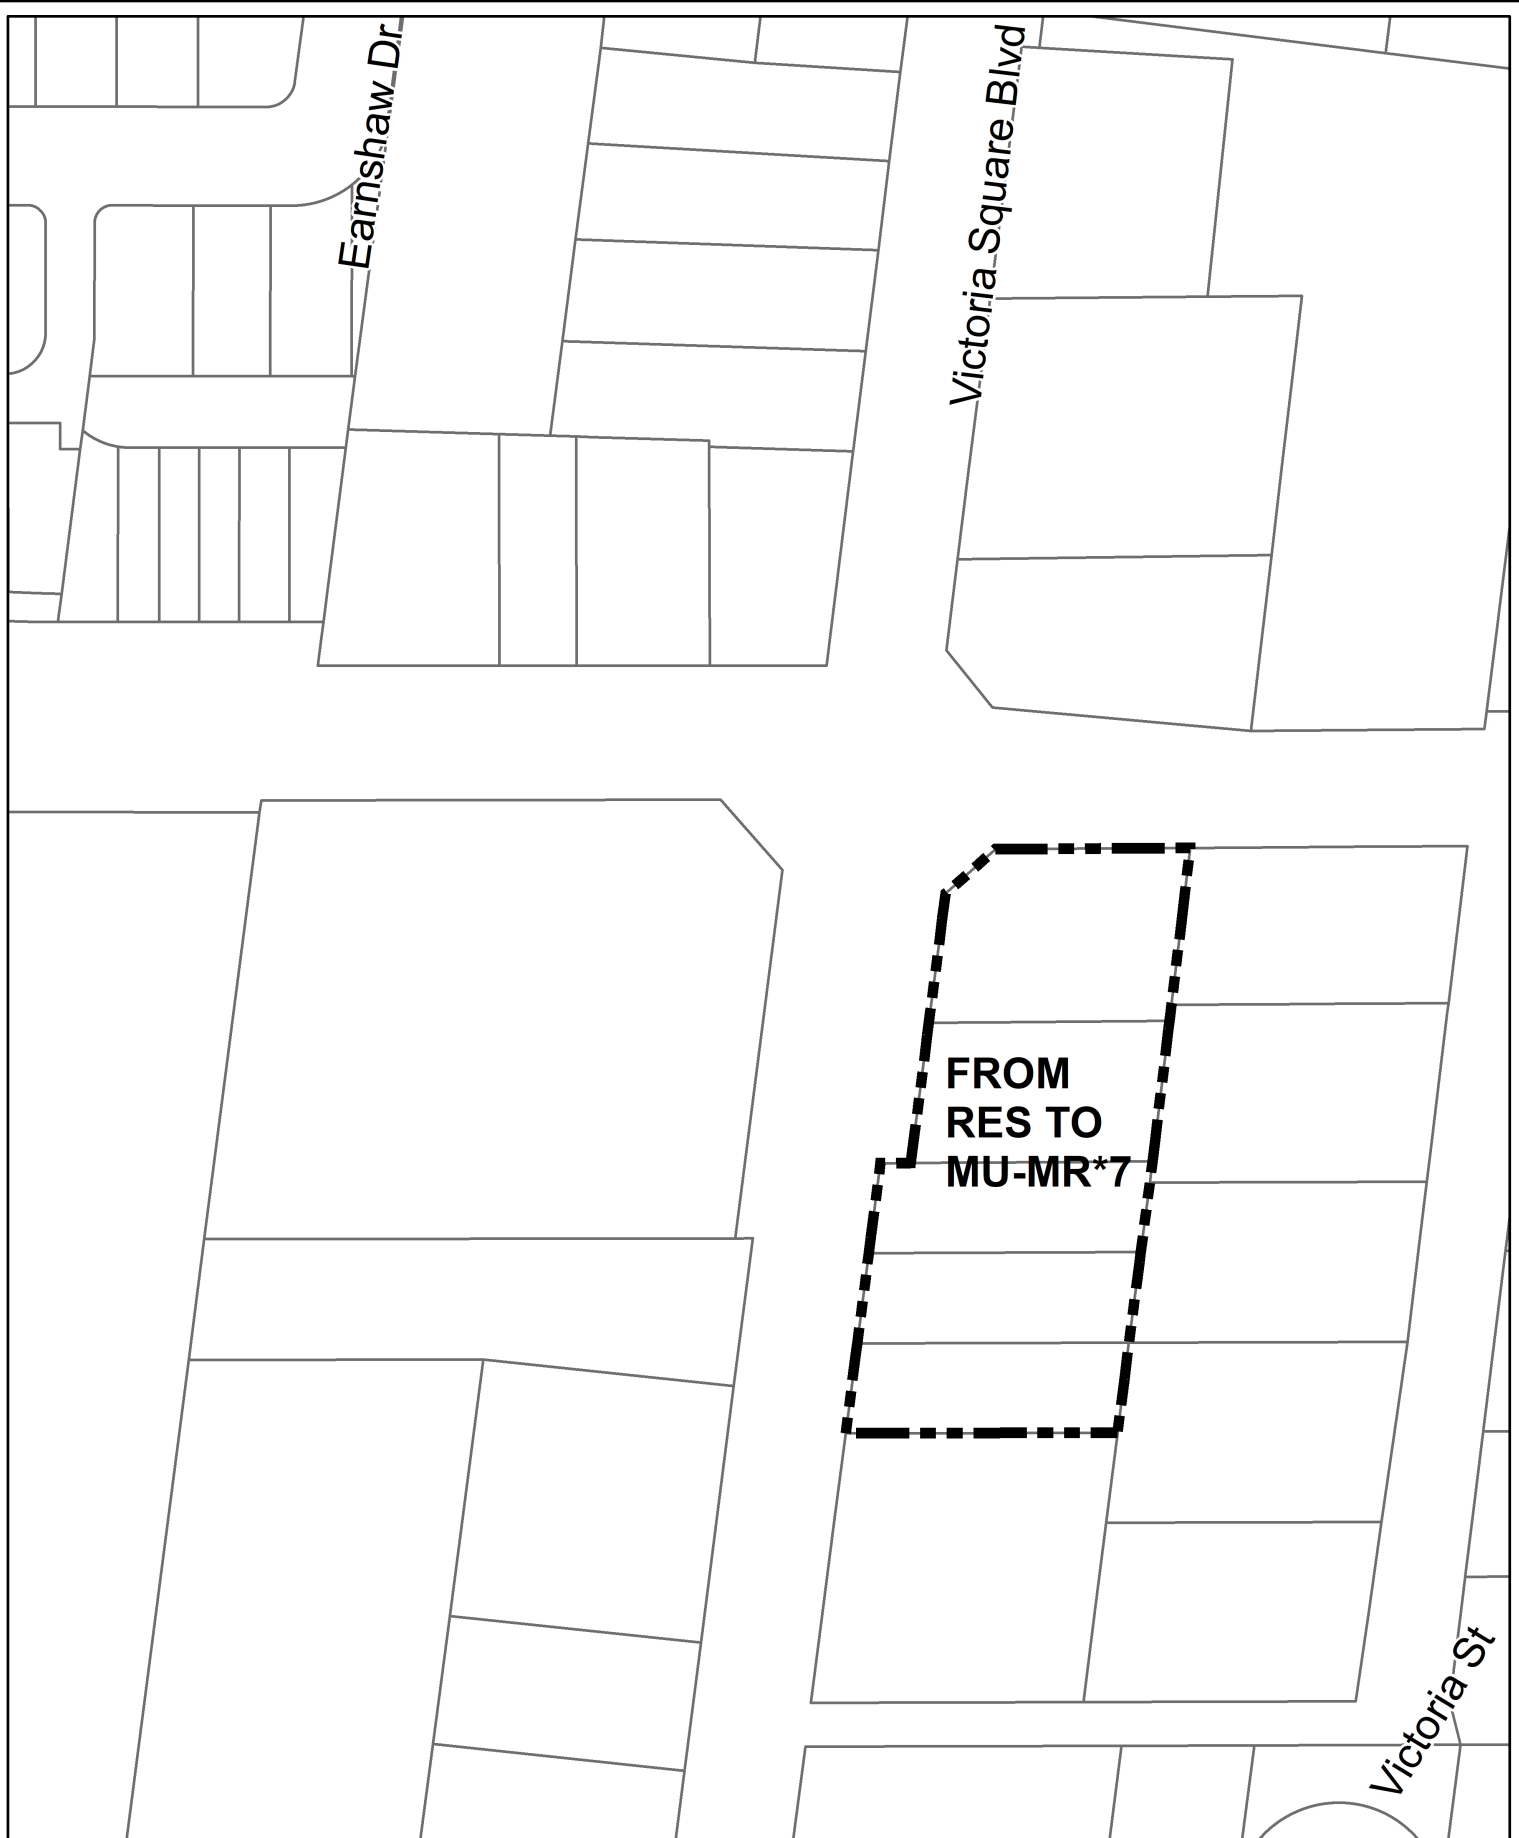 Earnshaw Dr
Victoria Square Blvd
FROM
RES TO
MU-MR*7
Victoria St